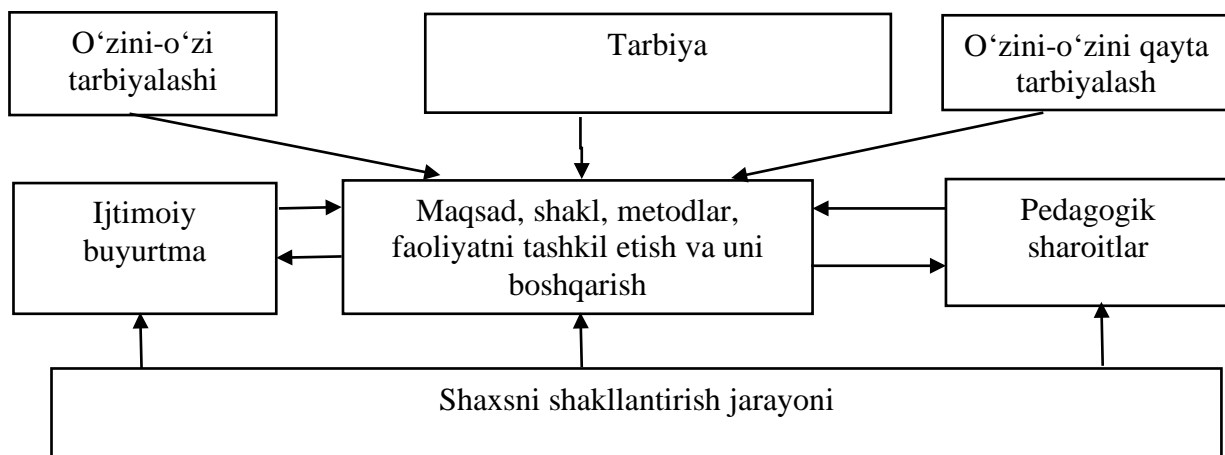 O‘zini-o‘zi
tarbiyalashi
Tarbiya
O‘zini-o‘zini qayta
tarbiyalash
Ijtimoiy
buyurtma
Maqsad, shakl, metodlar,
faoliyatni tashkil etish va uni
boshqarish
Pedagogik
sharoitlar
Shaxsni shakllantirish jarayoni